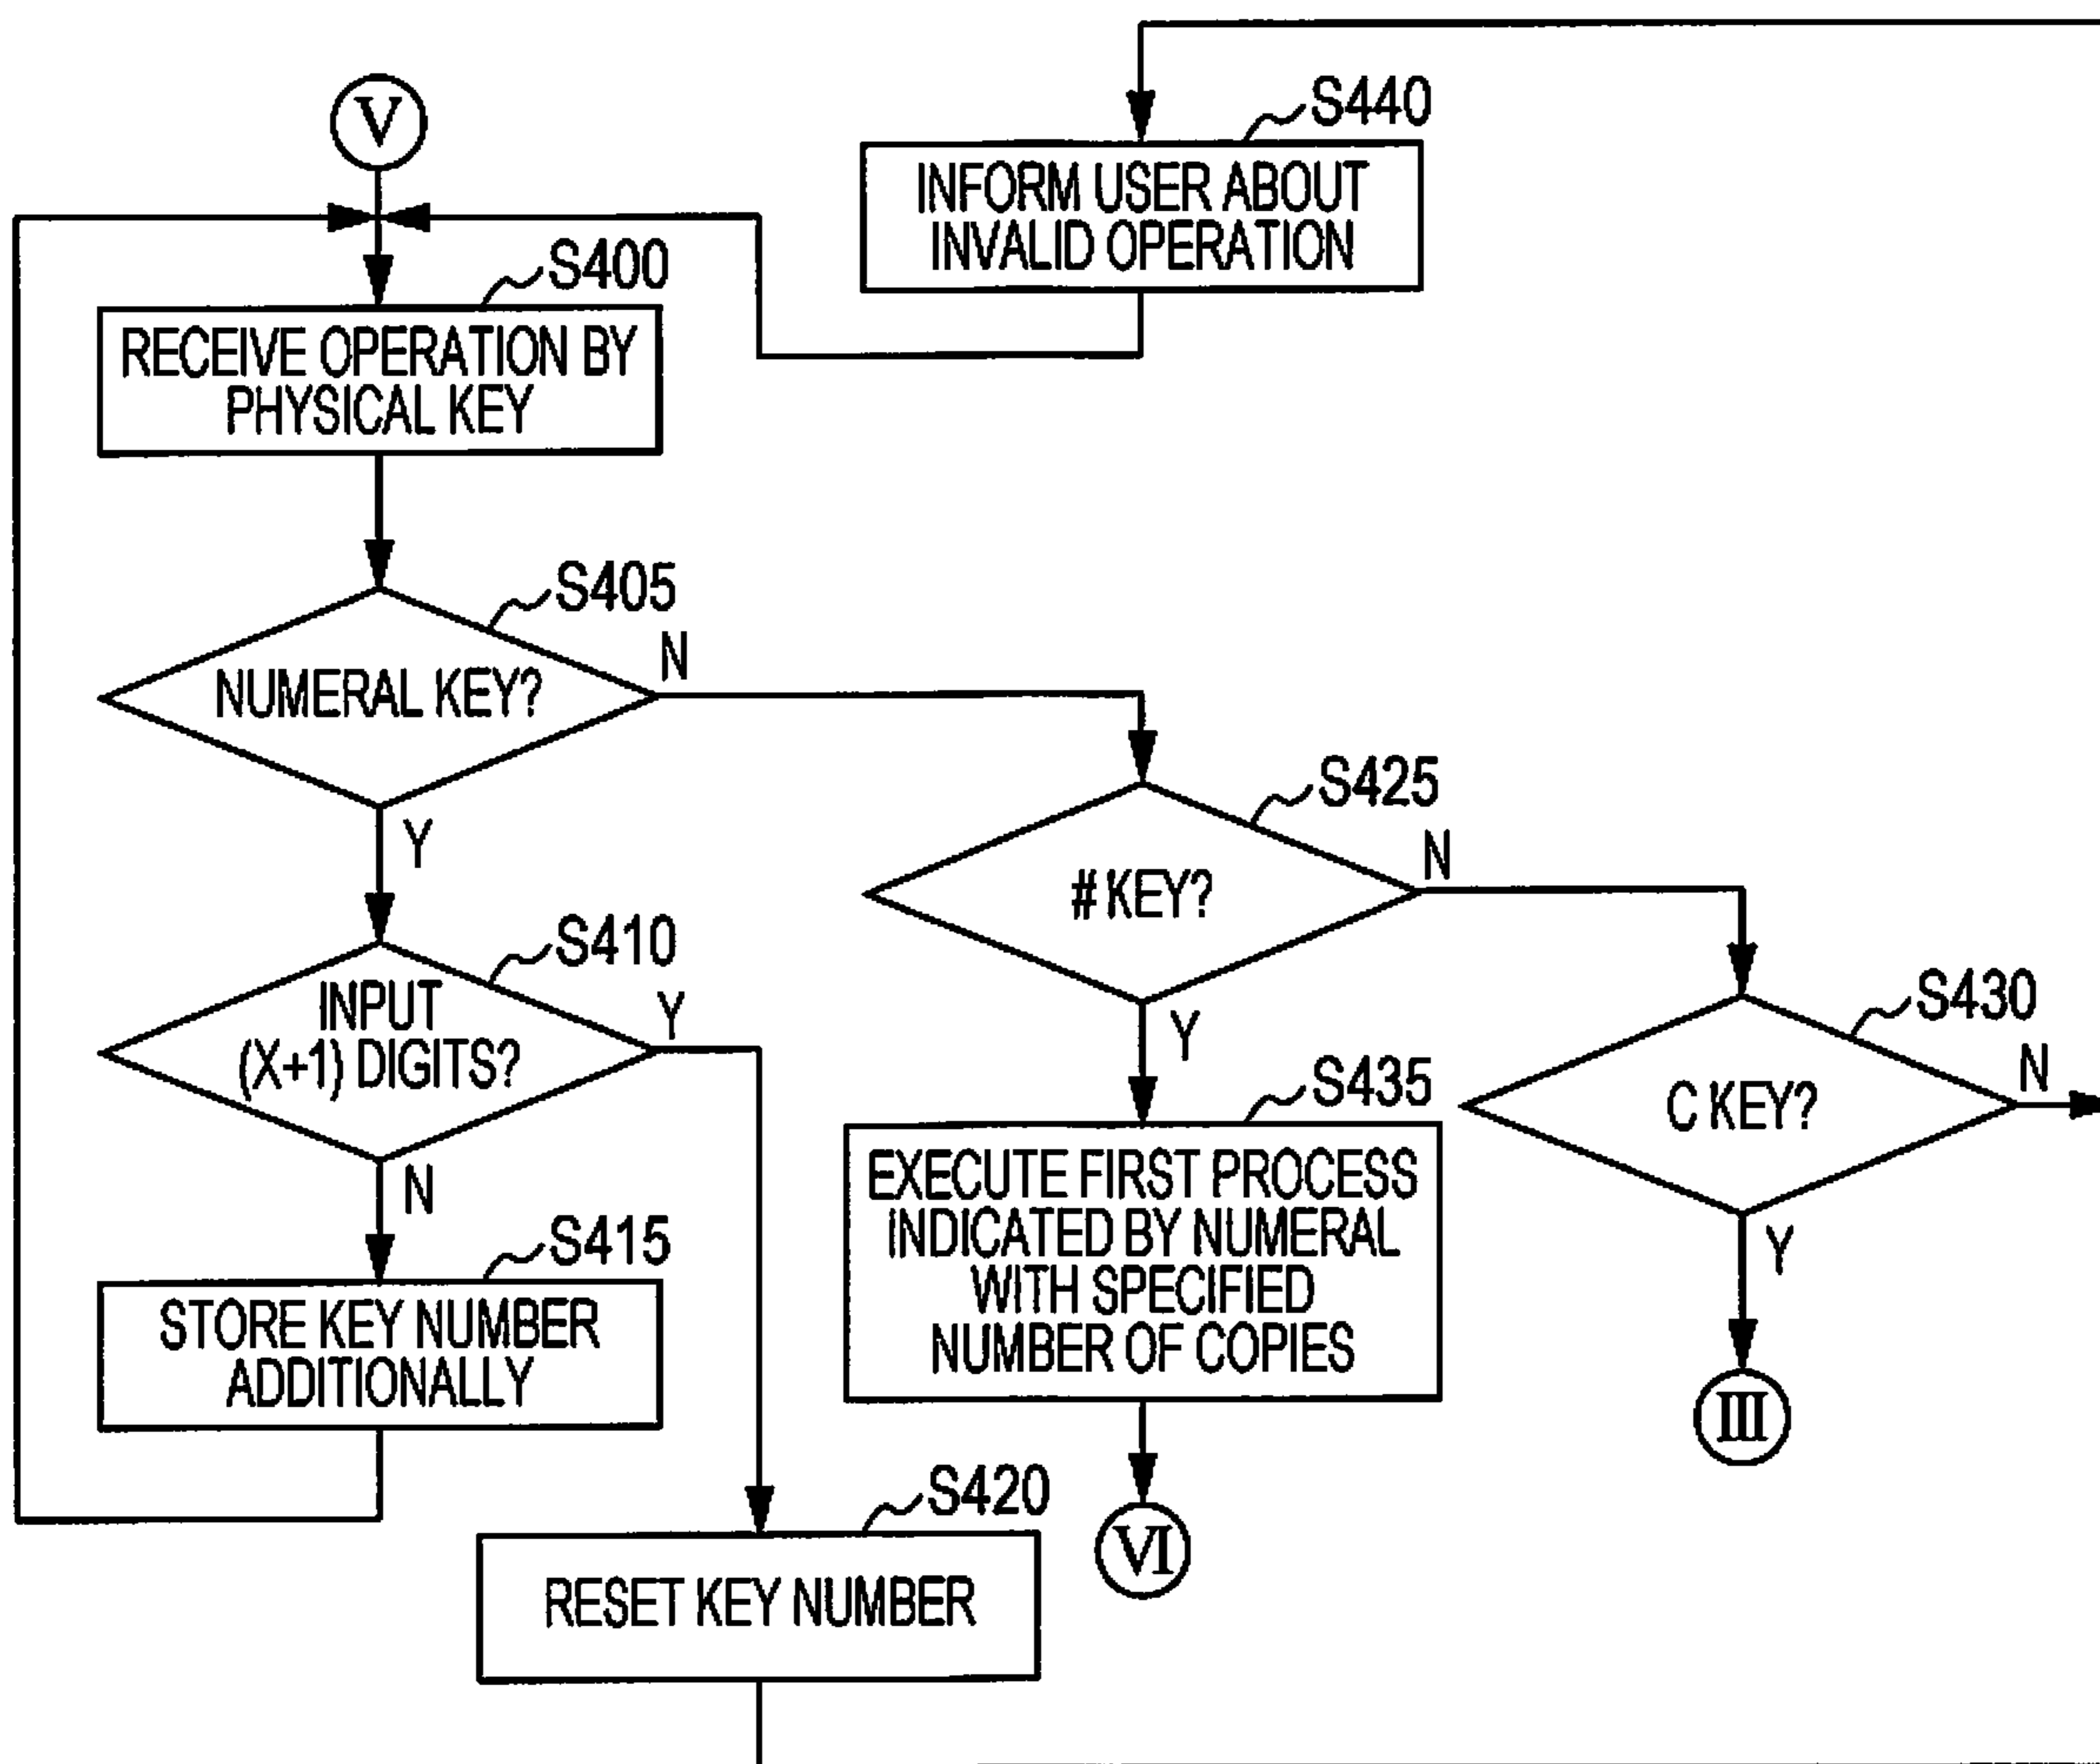 V
S440
INFORM USER ABOUT
INVALID OPERATION
S400
RECEIVE OPERATION BY
PHYSICAL KEY
S405
NUMERAL KEY?
N
Y
S425
# KEY?
N
Y
S410
INPUT
(X+1) DIGITS?
Y
N
S430
C KEY?
N
Y
S435
EXECUTE FIRST PROCESS
INDICATED BY NUMERAL
WITH SPECIFIED
NUMBER OF COPIES
S415
STORE KEY NUMBER
ADDITIONALLY
III
VI
S420
RESET KEY NUMBER